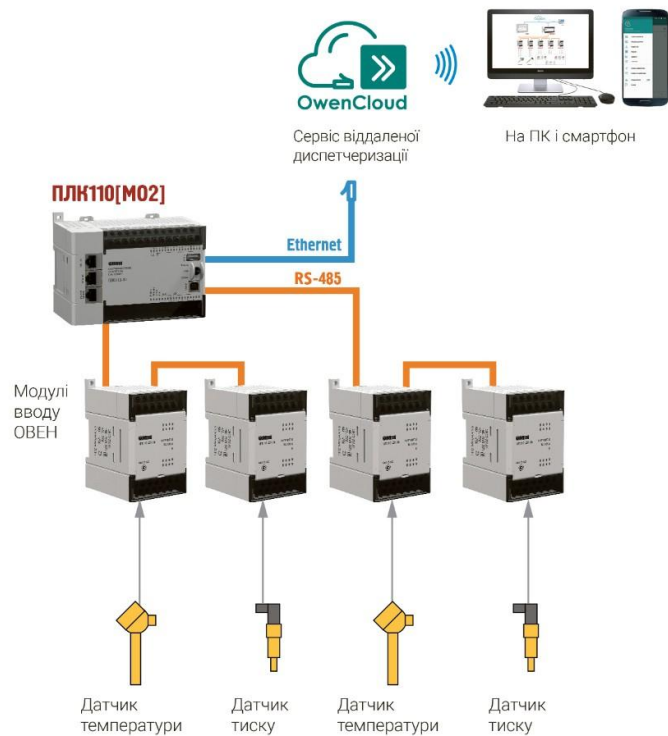 OwenCloud
Сервіс віддаленої
диспетчеризації
На ПК і смартфон
ПЛК110[М02]
Ethernet
RS-485
Модулі
вводу
ОВЕН
Датчик
температури
Датчик
тиску
Датчик
температури
Датчик
тиску